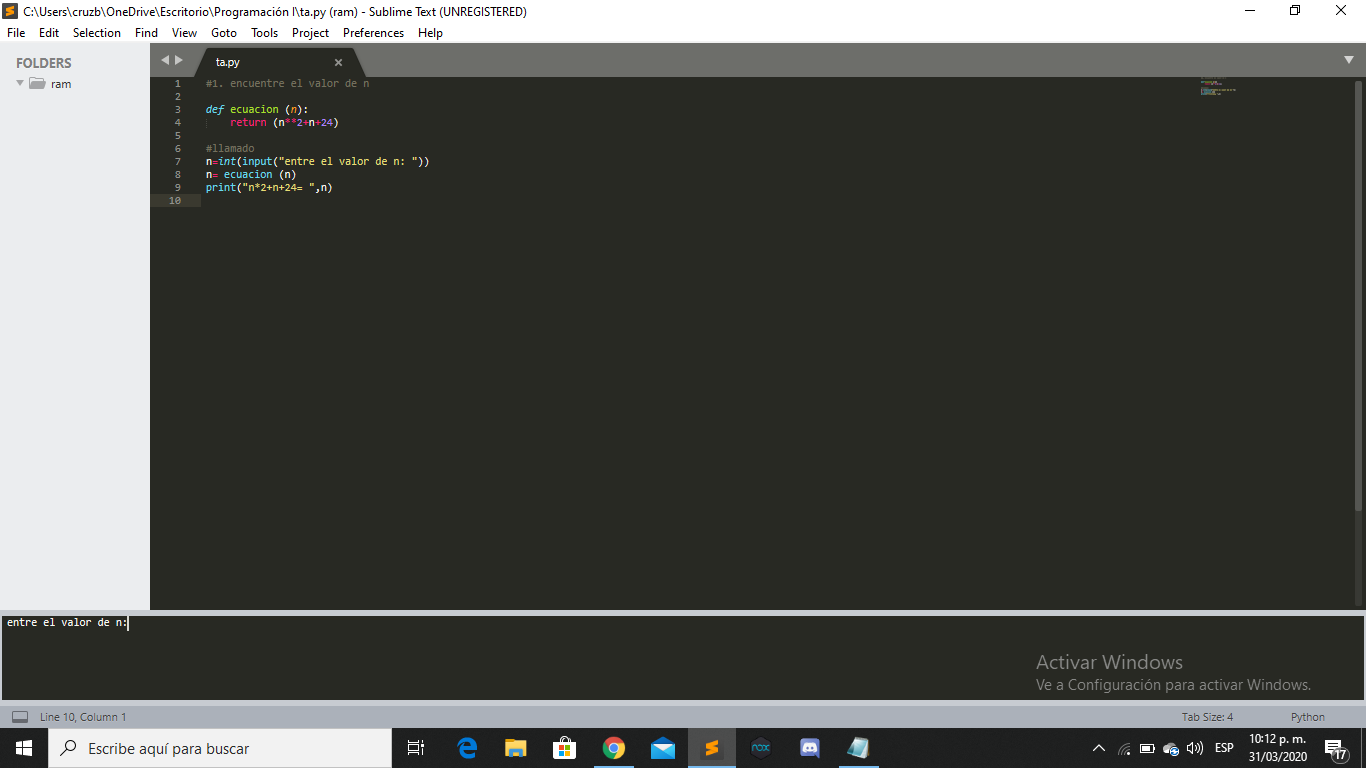 C:\Users\cruzb\OneDrive\Escritorio\Programación I\ta.py (ram) - Sublime Text (UNREGISTERED)
File Edit Selection Find View Goto Tools Project Preferences Help
FOLDERS
ram
ta.py
1 #1. encuentre el valor de n
2
3 def ecuacion (n):
4     return (n**2+n+24)
5
6 #llamado
7 n=int(input("entre el valor de n: "))
8 n= ecuacion (n)
9 print("n*2+n+24= ",n)
10
entre el valor de n:
Activar Windows
Ve a Configuración para activar Windows.
Line 10, Column 1
Tab Size: 4
Python
Escribe aquí para buscar
nox
ESP
10:12 p. m.
31/03/2020
17